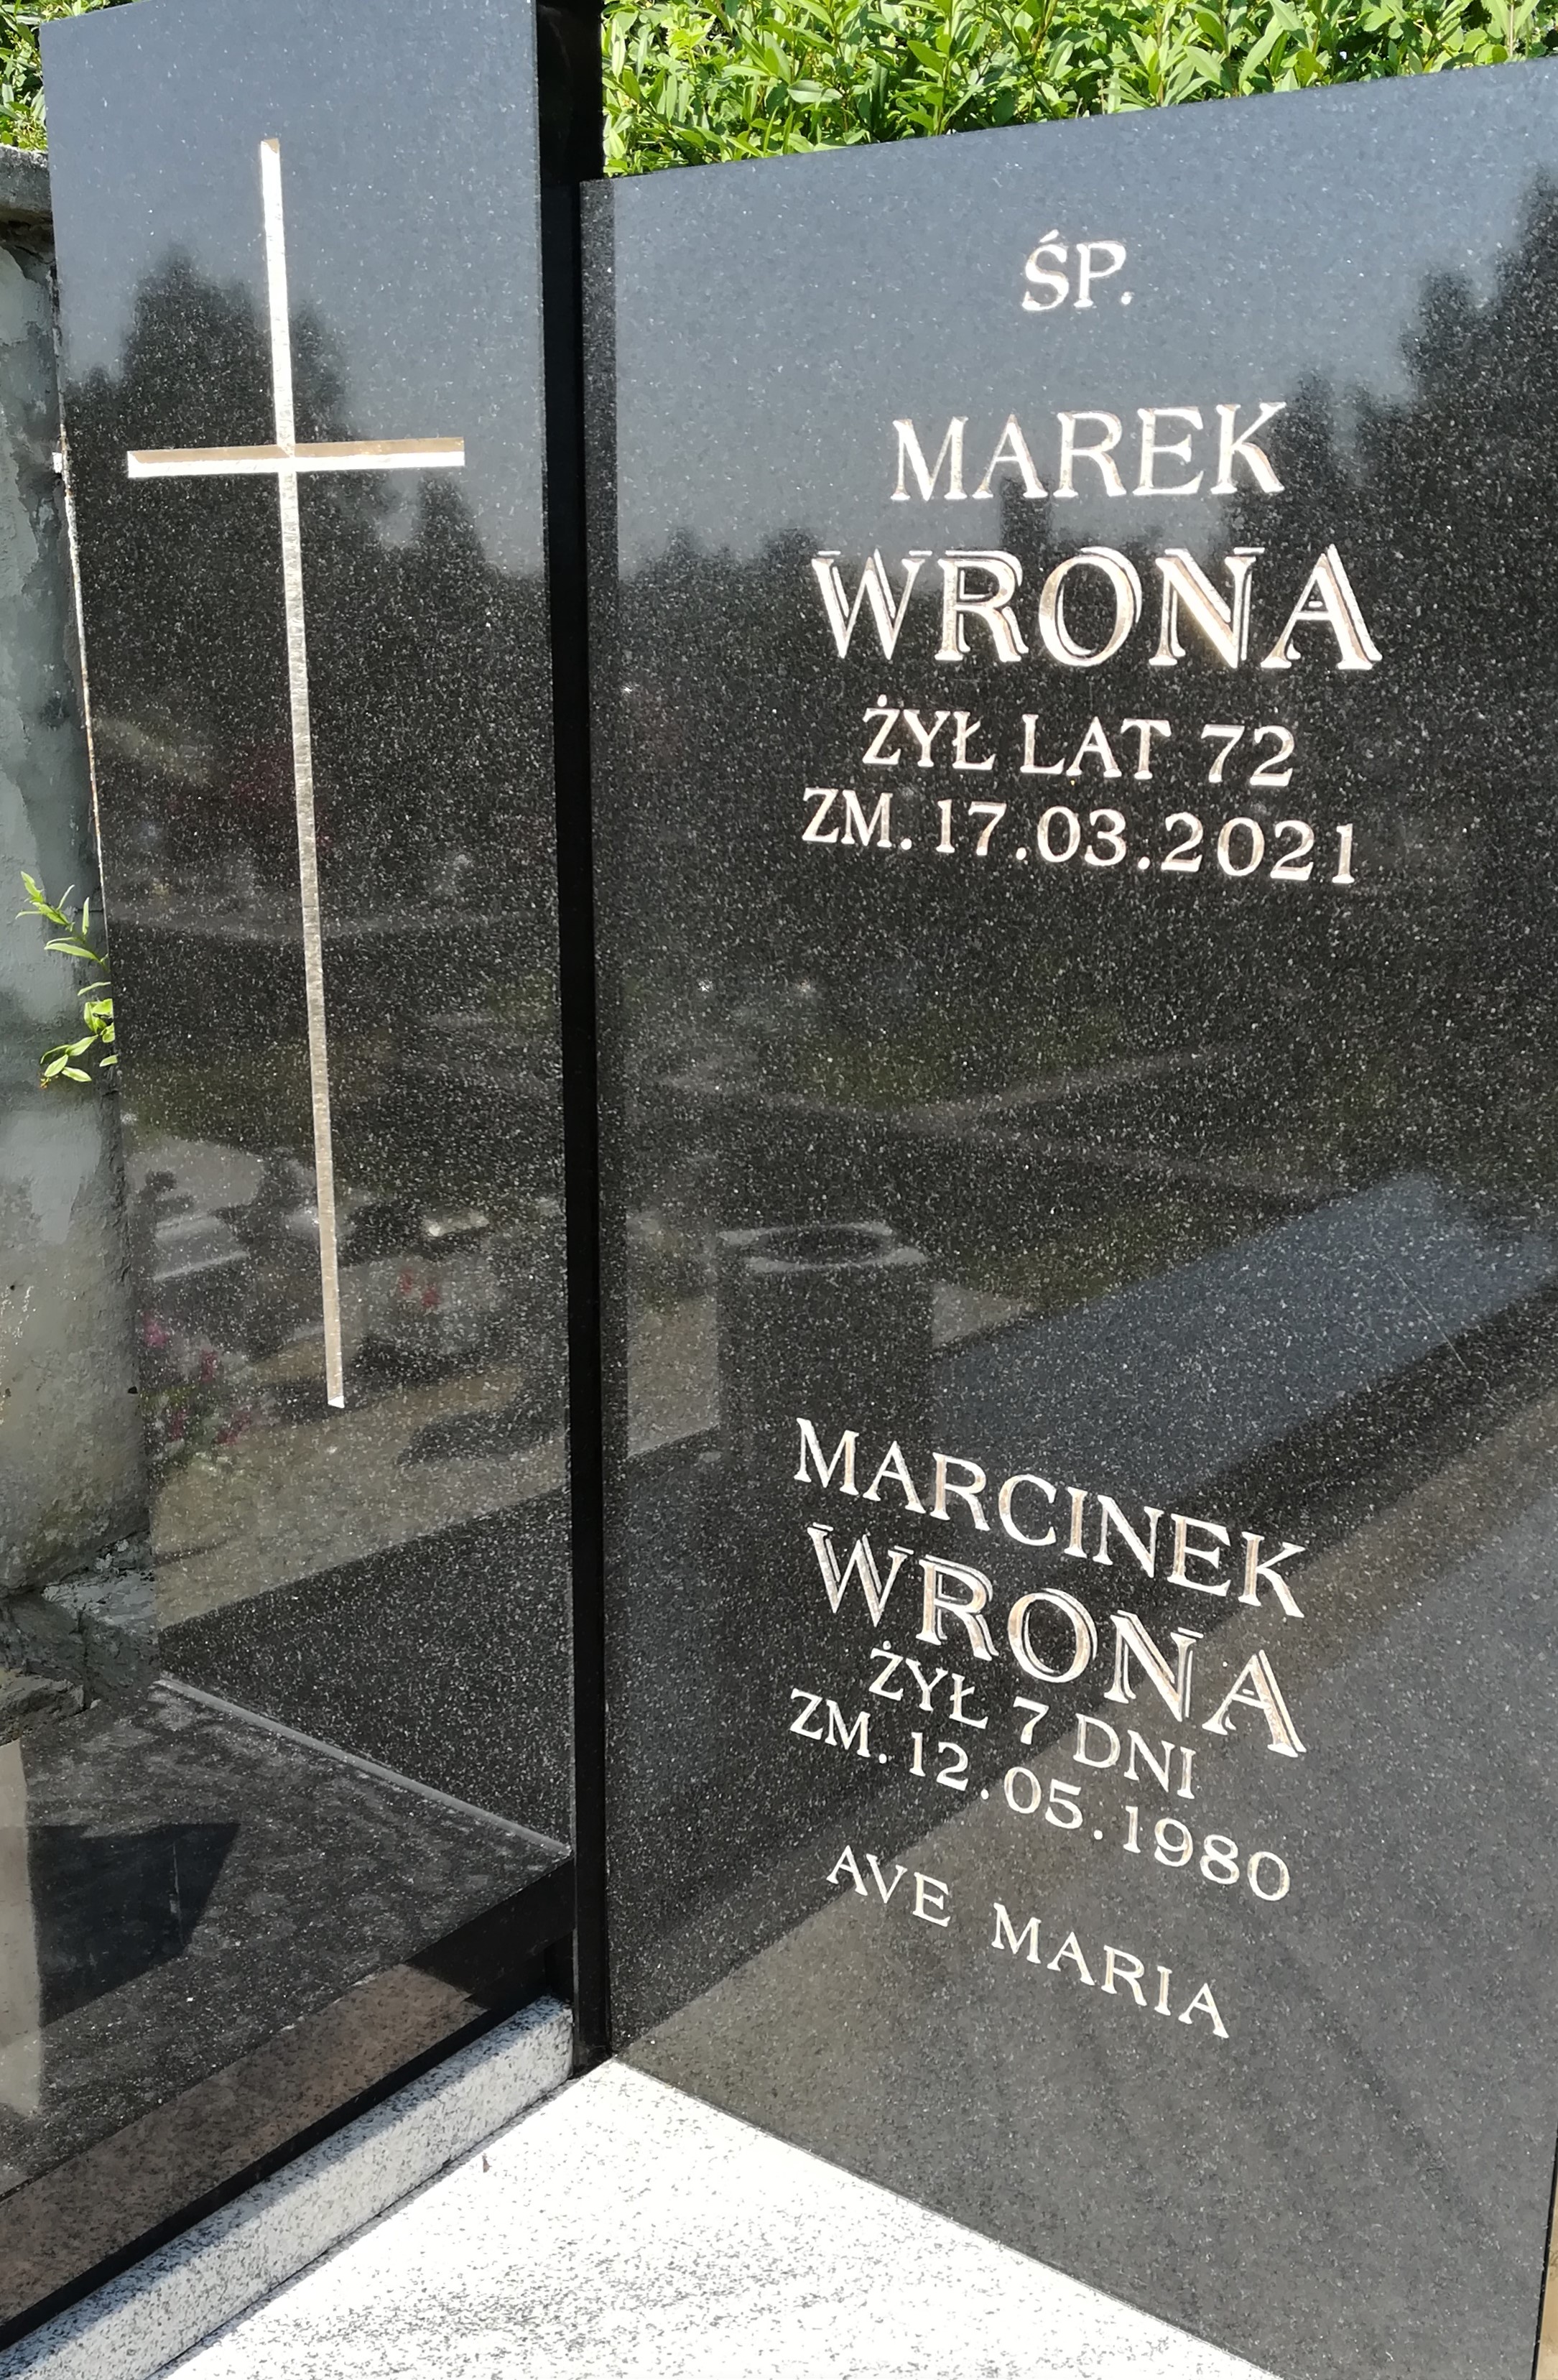 ŚP.
MAREK
WRONA
ŻYŁ LAT 72
ZM. 17.03.2021
MARCINEK
WRONA
ŻYŁ 7 DNI
ZM. 12.05.1980
AVE MARIA